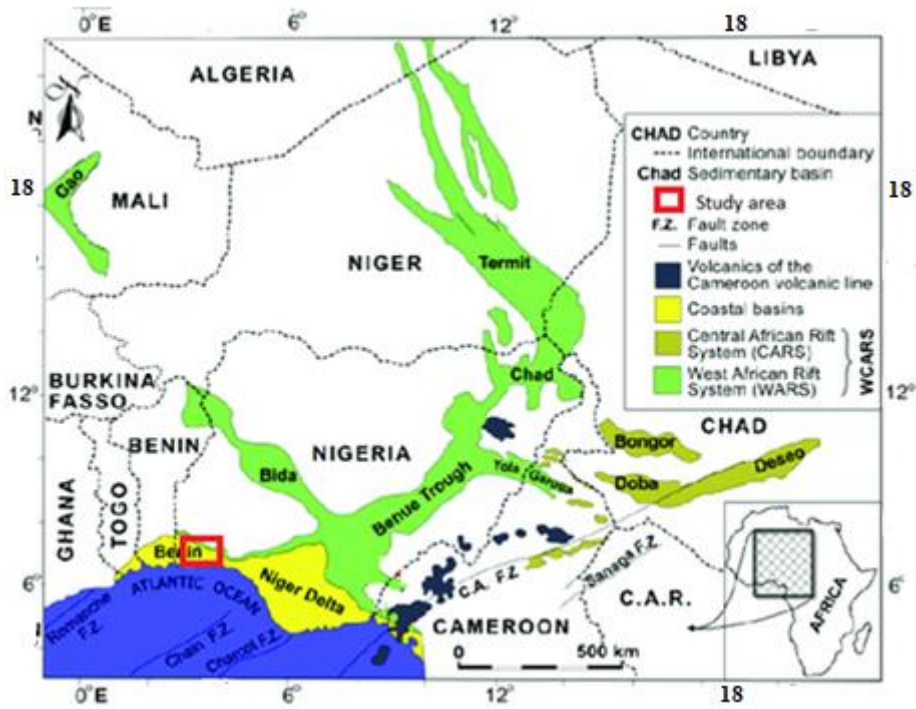 0°E 12° 18
ALGERIA
LIBYA
N
18
Gao
MALI
NIGER
Termit
CHAD Country
International boundary
Chad Sedimentary basin
Study area
F.Z. Fault zone
Faults
Volcanics of the
Cameroon volcanic line
Coastal basins
Central African Rift
System (CARS)
West African Rift
System (WARS)
WCARS
18
12°
BURKINA
FASSO
BENIN
NIGERIA
Chad
CHAD
12°
GHANA
TOGO
Bida
Benue Trough
Yola
Garuga
Bongor
Doba
Deseo
6°
Benin
Niger Delta
ATLANTIC OCEAN
Romanche
F.Z.
Chain F.Z.
Charcot F.Z.
C.A. F.Z.
Sanaga F.Z.
CAMEROON
C.A.R.
AFRICA
6°
0 500 km
0°E 6° 12° 18